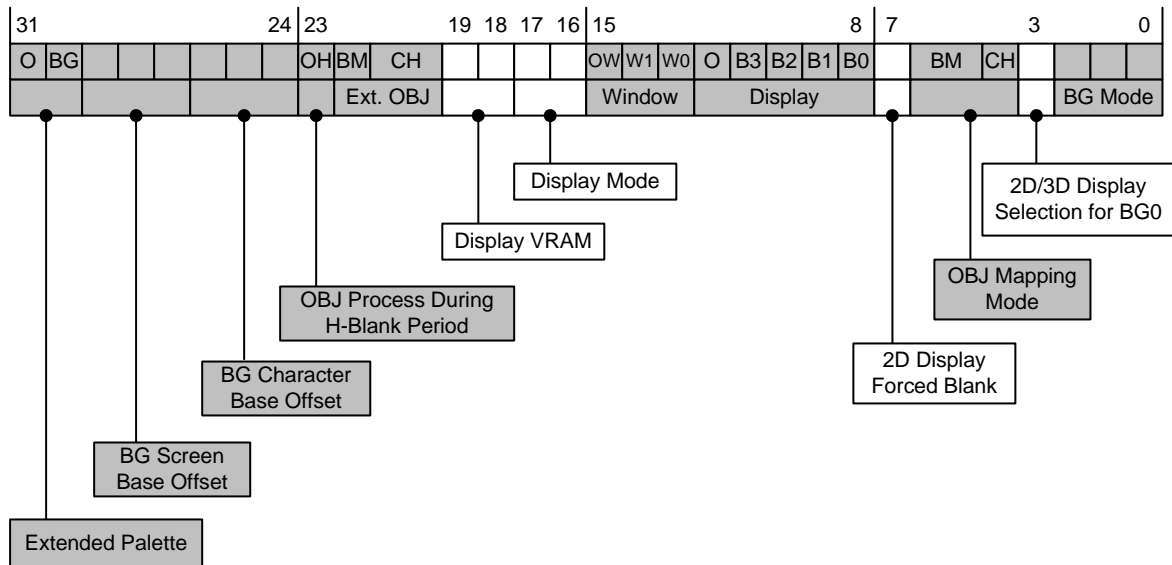 31 24 23 19 18 17 16 15 8 7 3 0
O BG OH BM CH OW W1 W0 O B3 B2 B1 B0 BM CH
Ext. OBJ Window Display BG Mode
Display Mode
2D/3D Display
Selection for BG0
Display VRAM
OBJ Mapping
Mode
OBJ Process During
H-Blank Period
2D Display
Forced Blank
BG Character
Base Offset
BG Screen
Base Offset
Extended Palette